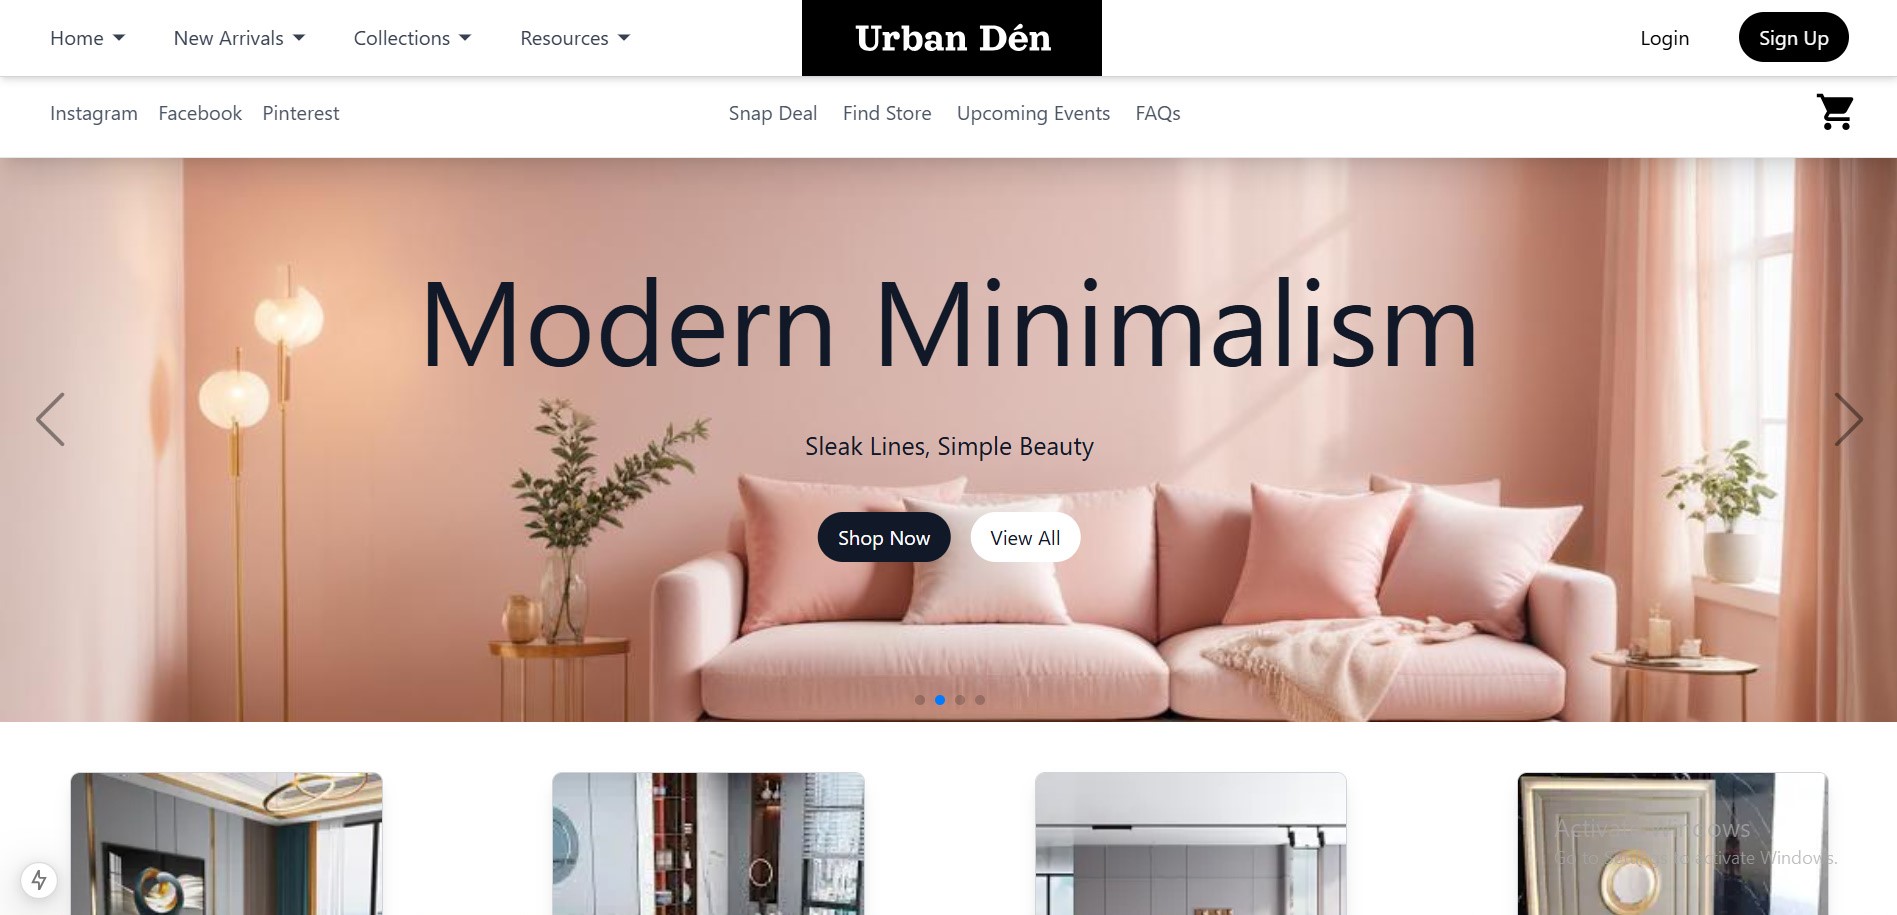 Home New Arrivals Collections Resources Urban Dén Login Sign Up
Instagram Facebook Pinterest Snap Deal Find Store Upcoming Events FAQs
Modern Minimalism
Sleak Lines, Simple Beauty
Shop Now View All
Activate Windows
Go to Settings to activate Windows.